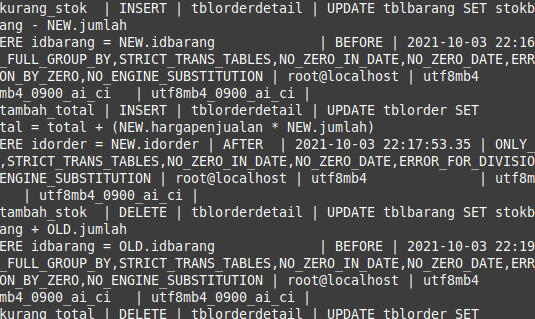 kurang_stok | INSERT | tblorderdetail | UPDATE tblbarang SET stokb
ang - NEW.jumlah
ERE idbarang = NEW.idbarang | BEFORE | 2021-10-03 22:16
_FULL_GROUP_BY,STRICT_TRANS_TABLES,NO_ZERO_IN_DATE,NO_ZERO_DATE,ERR
ON_BY_ZERO,NO_ENGINE_SUBSTITUTION | root@localhost | utf8mb4
mb4_0900_ai_ci | utf8mb4_0900_ai_ci |
tambah_total | INSERT | tblorderdetail | UPDATE tblorder SET
tal = total + (NEW.hargapenjualan * NEW.jumlah)
ERE idorder = NEW.idorder | AFTER | 2021-10-03 22:17:53.35 | ONLY_
,STRICT_TRANS_TABLES,NO_ZERO_IN_DATE,NO_ZERO_DATE,ERROR_FOR_DIVISIO
ENGINE_SUBSTITUTION | root@localhost | utf8mb4 | utf8m
| utf8mb4_0900_ai_ci |
tambah_stok | DELETE | tblorderdetail | UPDATE tblbarang SET stokb
ang + OLD.jumlah
ERE idbarang = OLD.idbarang | BEFORE | 2021-10-03 22:19
_FULL_GROUP_BY,STRICT_TRANS_TABLES,NO_ZERO_IN_DATE,NO_ZERO_DATE,ERR
ON_BY_ZERO,NO_ENGINE_SUBSTITUTION | root@localhost | utf8mb4
mb4_0900_ai_ci | utf8mb4_0900_ai_ci |
kurang_total | DELETE | tblorderdetail | UPDATE tblorder SET